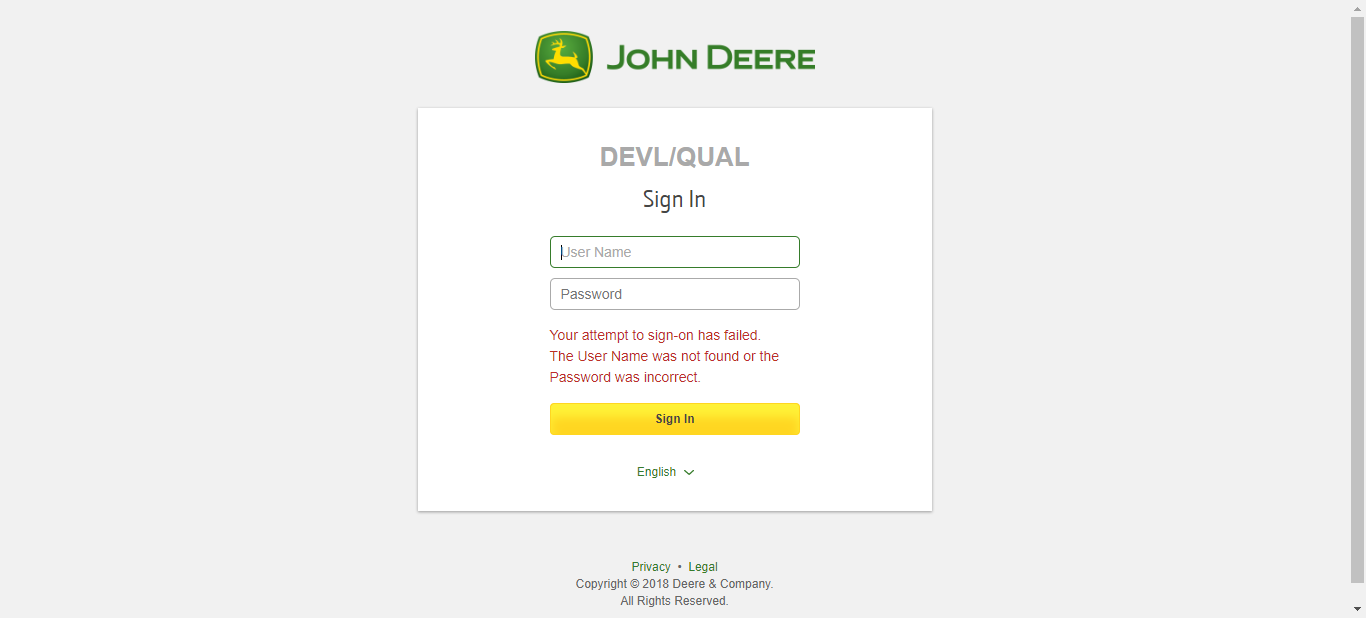 JOHN DEERE
DEVL/QUAL
Sign In
User Name
Password
Your attempt to sign-on has failed.
The User Name was not found or the
Password was incorrect.
Sign In
English
Privacy • Legal
Copyright © 2018 Deere & Company.
All Rights Reserved.